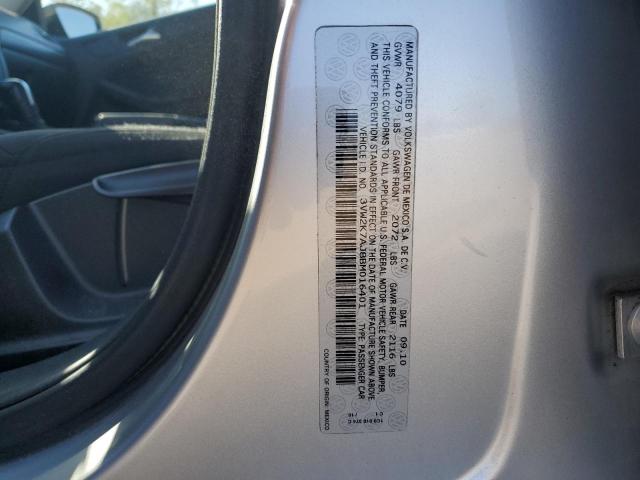 MANUFACTURED BY VOLKSWAGEN DE MEXICO S.A. DE C.V. DATE 09.10
GVWR 4079 LBS GAWR FRONT 2072 LBS GAWR REAR 2116 LBS
THIS VEHICLE CONFORMS TO ALL APPLICABLE U.S. FEDERAL MOTOR VEHICLE SAFETY, BUMPER,
AND THEFT PREVENTION STANDARDS IN EFFECT ON THE DATE OF MANUFACTURE SHOWN ABOVE.
VEHICLE I.D. NO. 3VW2K7AJ8BM016401 TYPE: PASSENGER CAR
COUNTRY OF ORIGIN: MEXICO